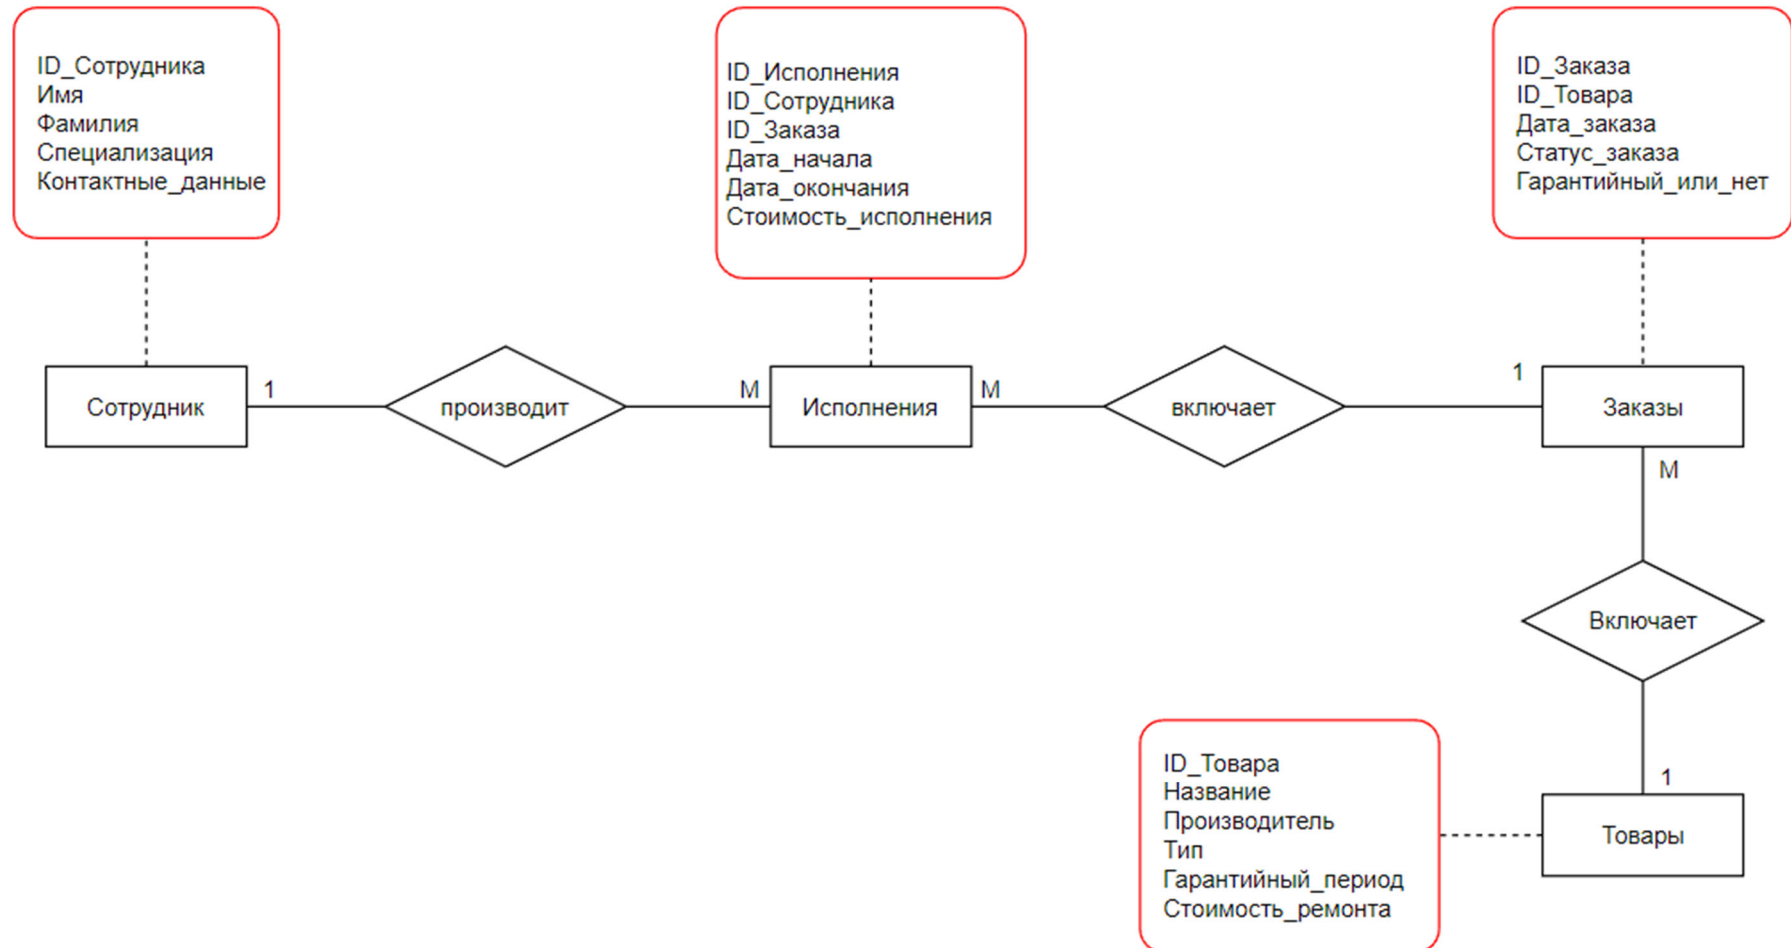 ID_Сотрудника
Имя
Фамилия
Специализация
Контактные_данные
ID_Исполнения
ID_Сотрудника
ID_Заказа
Дата_начала
Дата_окончания
Стоимость_исполнения
ID_Заказа
ID_Товара
Дата_заказа
Статус_заказа
Гарантийный_или_нет
Сотрудник
1
производит
М
Исполнения
М
включает
1
Заказы
М
Включает
1
Товары
ID_Товара
Название
Производитель
Тип
Гарантийный_период
Стоимость_ремонта